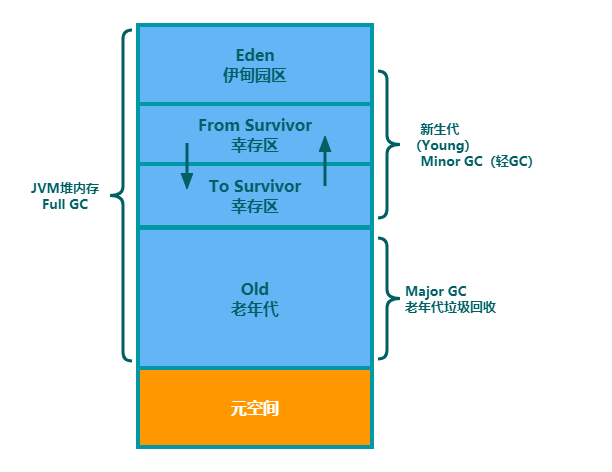 Eden
伊甸园区
From Survivor
幸存区
To Survivor
幸存区
Old
老年代
元空间
JVM堆内存
Full GC
新生代
（Young）
Minor GC（轻GC）
Major GC
老年代垃圾回收